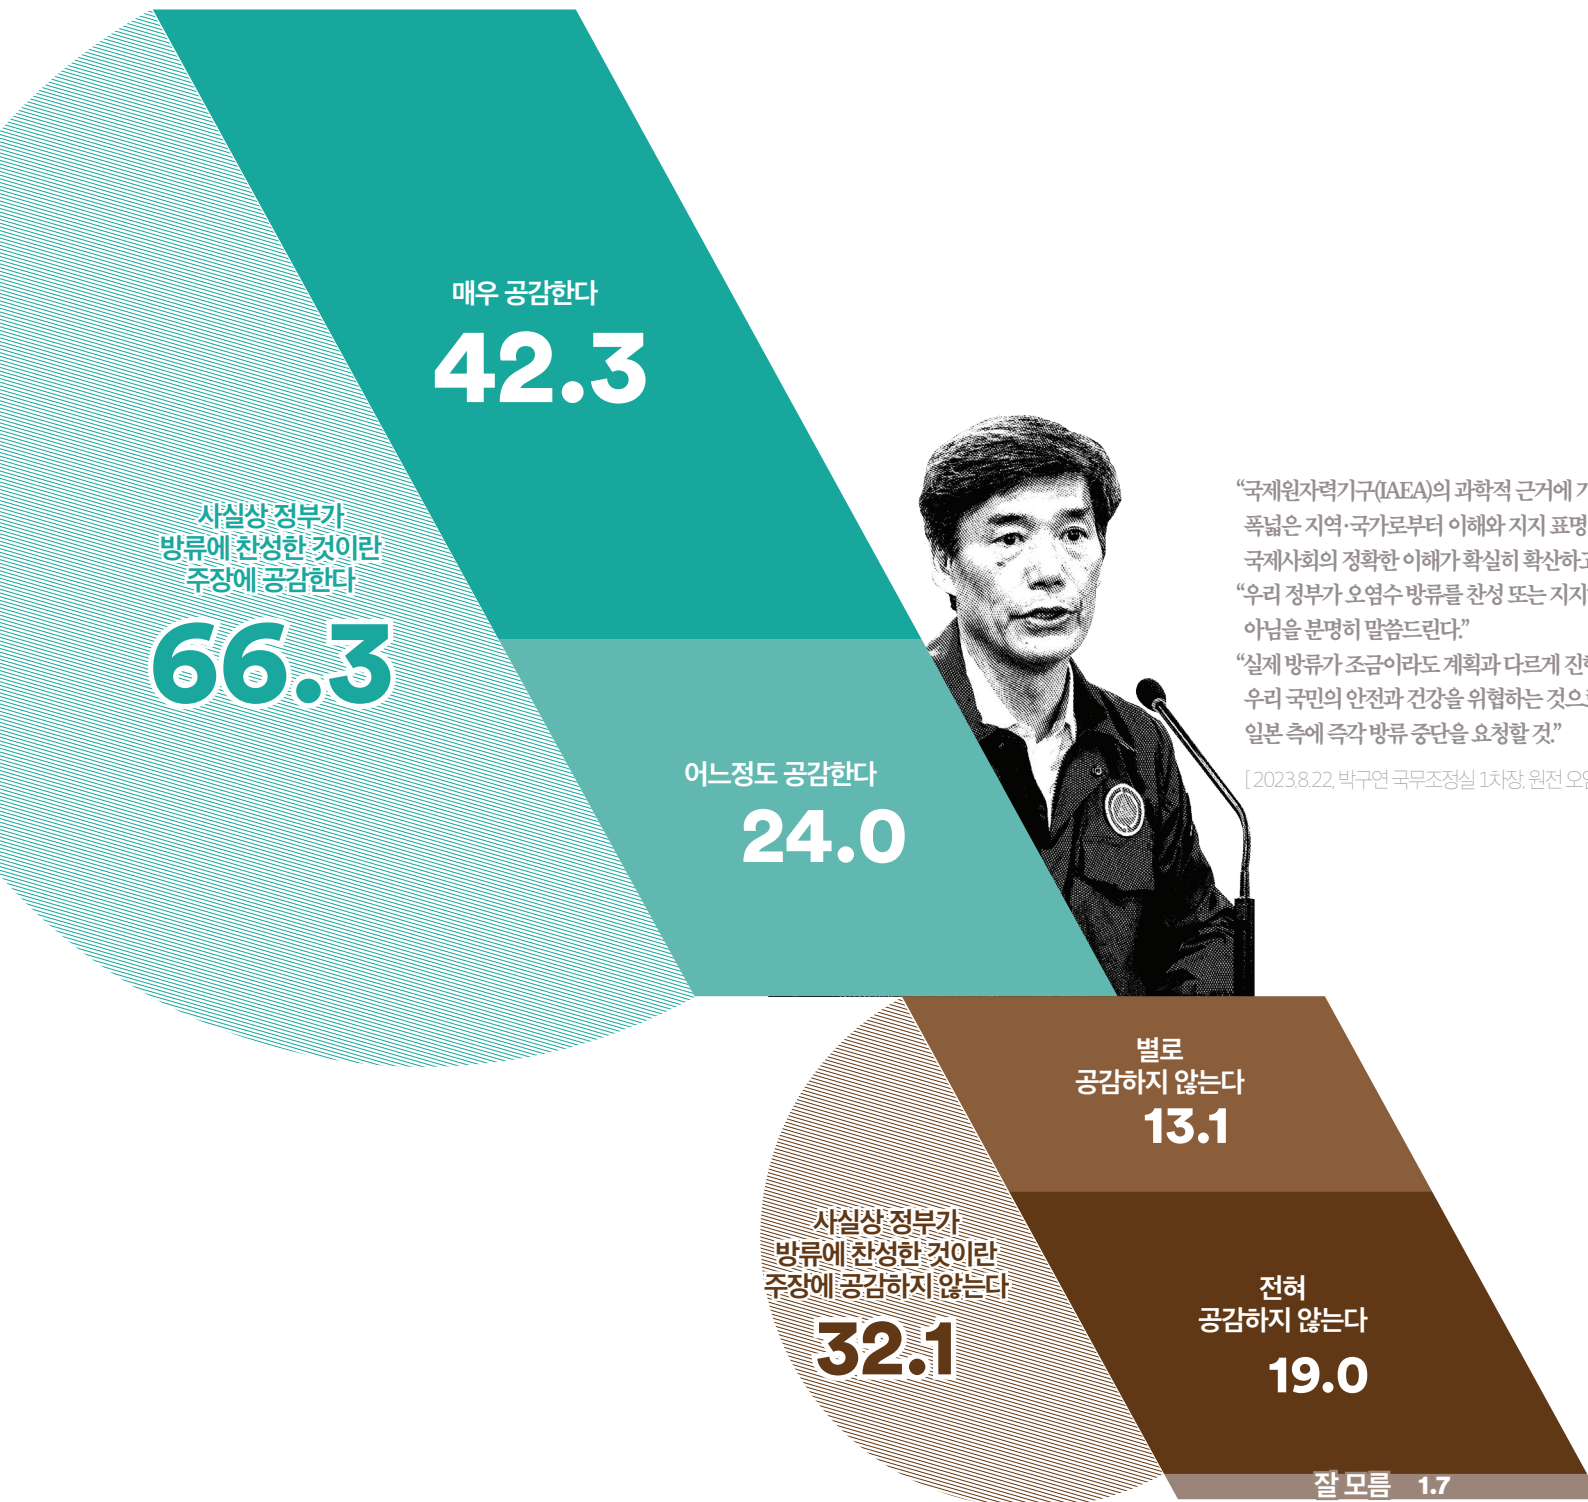 매우 공감한다
42.3
사실상 정부가
방류에 찬성한 것이란
주장에 공감한다
66.3
어느정도 공감한다
24.0
“국제원자력기구(IAEA)의 과학적 근거에
폭넓은 지역·국가로부터 이해와 지지 표명
국제사회의 정확한 이해가 확실히
“우리 정부가 오염수 방류를 찬성 또는
아님을 분명히 말씀드린다.”
“실제 방류가 조금이라도 계획과 다르게
우리 국민의 안전과 건강을 위협하는
일본 측에 즉각 방류 중단을 요청할 것.”
[ 2023.8.22, 박구연 국무조정실 1차장, 원전
별로
공감하지 않는다
13.1
사실상 정부가
방류에 찬성한 것이란
주장에 공감하지 않는다
32.1
전혀
공감하지 않는다
19.0
잘 모름 1.7